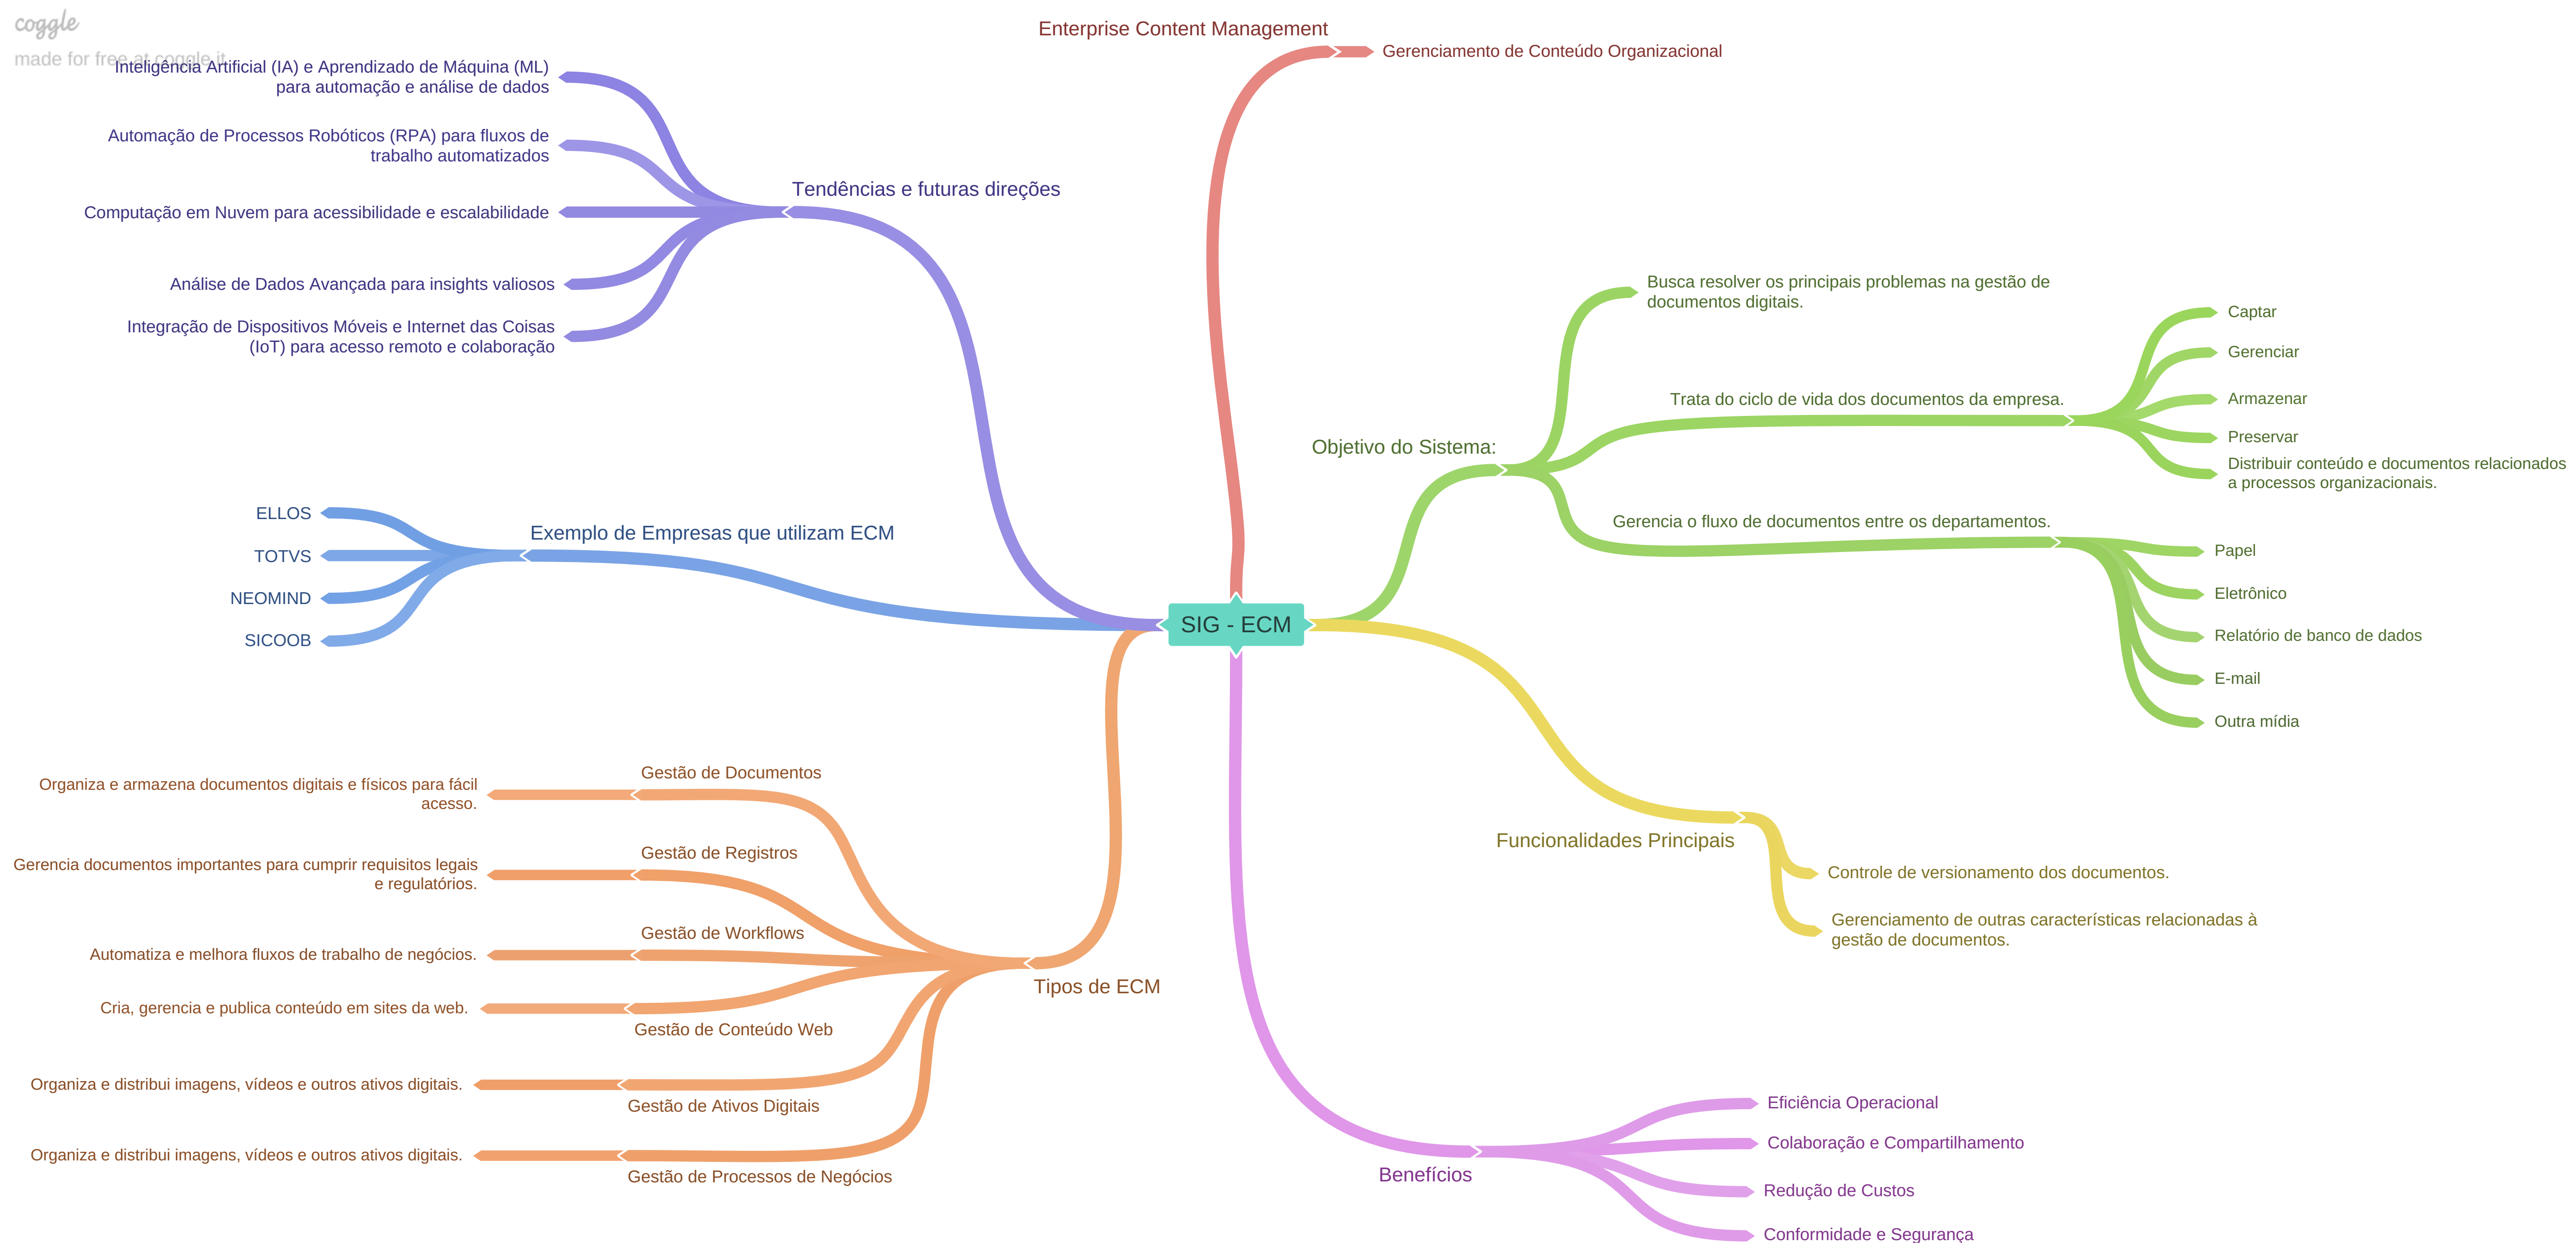 coggle
made for free at coggle.it
Enterprise Content Management
Gerenciamento de Conteúdo Organizacional
Inteligência Artificial (IA) e Aprendizado de Máquina (ML)
para automação e análise de dados
Automação de Processos Robóticos (RPA) para fluxos de
trabalho automatizados
Tendências e futuras direções
Computação em Nuvem para acessibilidade e escalabilidade
Análise de Dados Avançada para insights valiosos
Integração de Dispositivos Móveis e Internet das Coisas
(IoT) para acesso remoto e colaboração
Busca resolver os principais problemas na gestão de
documentos digitais.
Captar
Gerenciar
Trata do ciclo de vida dos documentos da empresa.
Armazenar
Preservar
Distribuir conteúdo e documentos relacionados
a processos organizacionais.
Objetivo do Sistema:
Gerencia o fluxo de documentos entre os departamentos.
Papel
Eletrônico
Relatório de banco de dados
E-mail
Outra mídia
Exemplo de Empresas que utilizam ECM
ELLOS
TOTVS
NEOMIND
SICOOB
SIG - ECM
Gestão de Documentos
Organiza e armazena documentos digitais e físicos para fácil
acesso.
Gestão de Registros
Gerencia documentos importantes para cumprir requisitos legais
e regulatórios.
Gestão de Workflows
Automatiza e melhora fluxos de trabalho de negócios.
Tipos de ECM
Cria, gerencia e publica conteúdo em sites da web.
Gestão de Conteúdo Web
Organiza e distribui imagens, vídeos e outros ativos digitais.
Gestão de Ativos Digitais
Organiza e distribui imagens, vídeos e outros ativos digitais.
Gestão de Processos de Negócios
Funcionalidades Principais
Controle de versionamento dos documentos.
Gerenciamento de outras características relacionadas à
gestão de documentos.
Benefícios
Eficiência Operacional
Colaboração e Compartilhamento
Redução de Custos
Conformidade e Segurança